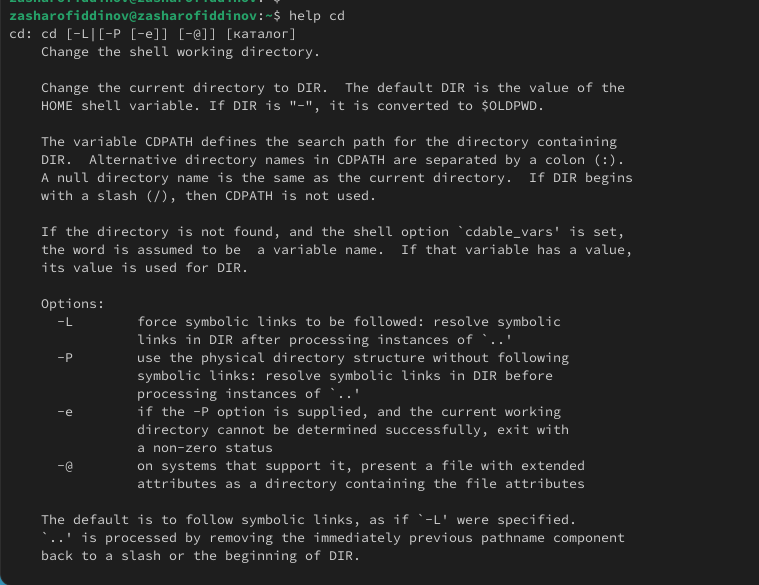 zasharofiddinov@zasharofiddinov:~$ help cd
cd: cd [-L|[-P [-e]] [-@]] [каталог]
    Change the shell working directory.

    Change the current directory to DIR.  The default DIR is the value of the
    HOME shell variable. If DIR is "-", it is converted to $OLDPWD.

    The variable CDPATH defines the search path for the directory containing
    DIR.  Alternative directory names in CDPATH are separated by a colon (:).
    A null directory name is the same as the current directory.  If DIR begins
    with a slash (/), then CDPATH is not used.

    If the directory is not found, and the shell option `cdable_vars' is set,
    the word is assumed to be  a variable name.  If that variable has a value,
    its value is used for DIR.

    Options:
      -L        force symbolic links to be followed: resolve symbolic
                links in DIR after processing instances of `..'
      -P        use the physical directory structure without following
                symbolic links: resolve symbolic links in DIR before
                processing instances of `..'
      -e        if the -P option is supplied, and the current working
                directory cannot be determined successfully, exit with
                a non-zero status
      -@        on systems that support it, present a file with extended
                attributes as a directory containing the file attributes

    The default is to follow symbolic links, as if `-L' were specified.
    `..' is processed by removing the immediately previous pathname component
    back to a slash or the beginning of DIR.